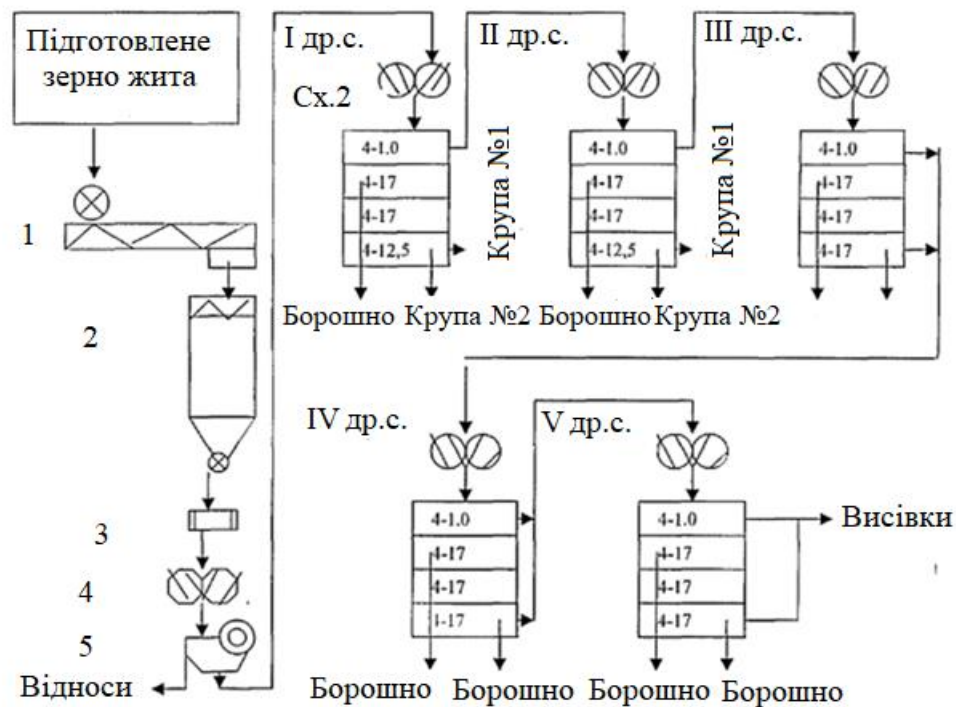 Підготовлене
зерно жита
1
2
3
4
5
Відноси
І др.с.
Сх.2
4-1.0
4-17
4-17
4-12,5
Крупа №1
Борошно
Крупа №2
ІІ др.с.
4-1.0
4-17
4-17
4-12,5
Крупа №1
Борошно
Крупа №2
ІІІ др.с.
4-1.0
4-17
4-17
4-17
IV др.с.
4-1.0
4-17
4-17
4-17
Борошно
Борошно
V др.с.
4-1.0
4-17
4-17
4-17
Висівки
Борошно
Борошно